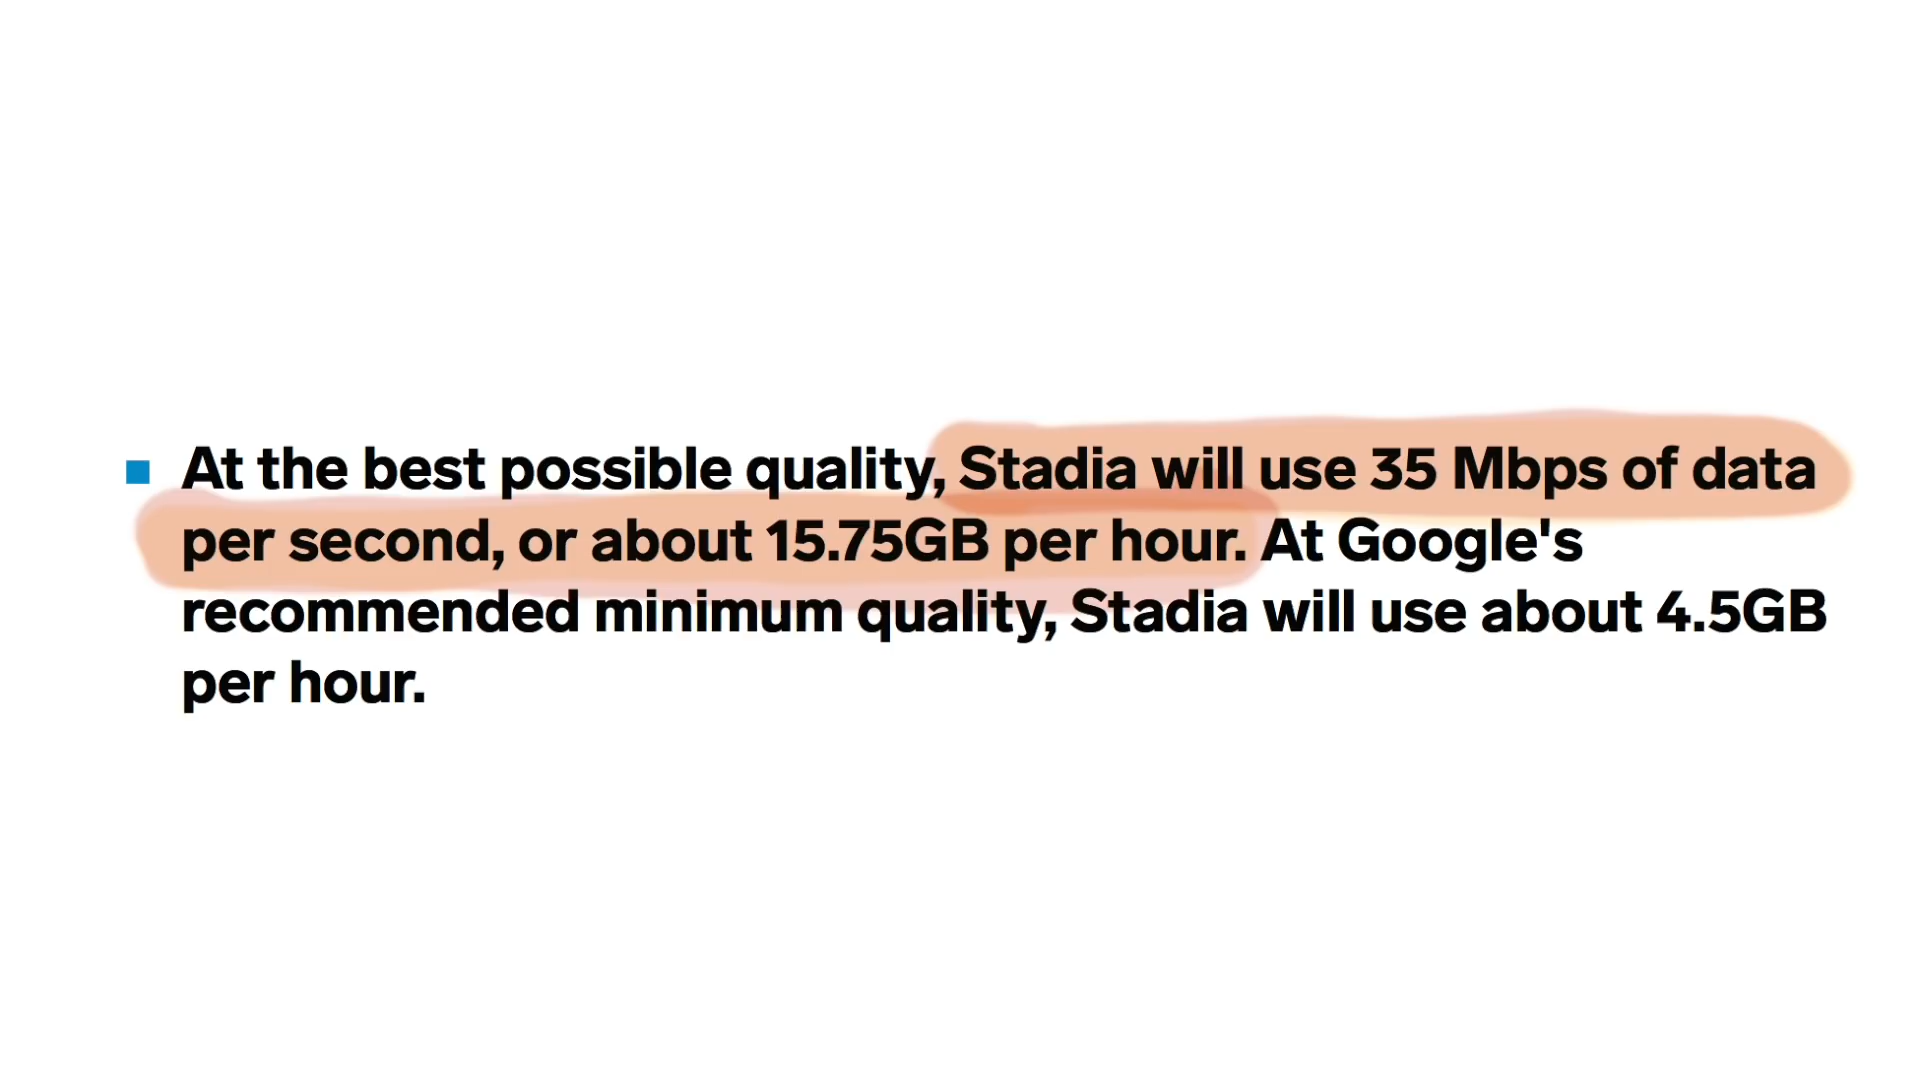 At the best possible quality, Stadia will use 35 Mbps of data
per second, or about 15.75GB per hour. At Google's
recommended minimum quality, Stadia will use about 4.5GB
per hour.